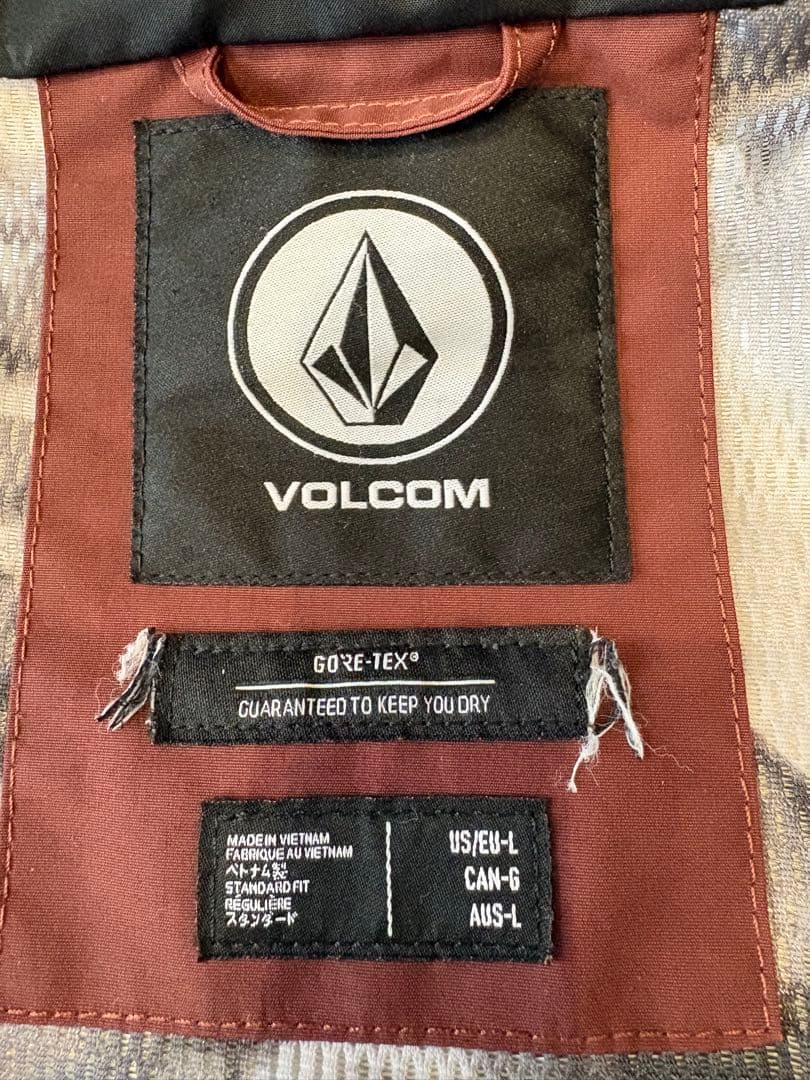 VOLCOM
GORE-TEX®
GUARANTEED TO KEEP YOU DRY
MADE IN VIETNAM
FABRIQUE AU VIETNAM
ベトナム製
STANDARD FIT
RÉGULIÈRE
スタンダード
US/EU-L
CAN-G
AUS-L